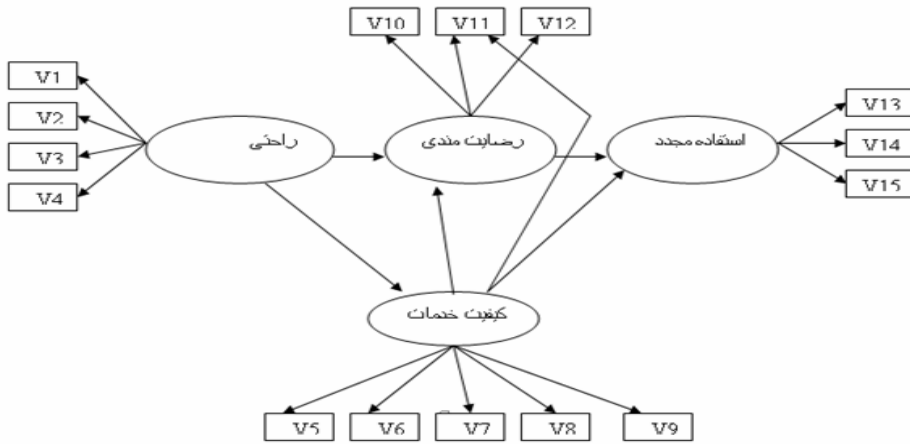 V10 V11 V12
V1
V2
V3
V4
راحتی
رضایت مندی
استفاده مجدد
V13
V14
V15
کیفیت خدمات
V5 V6 V7 V8 V9